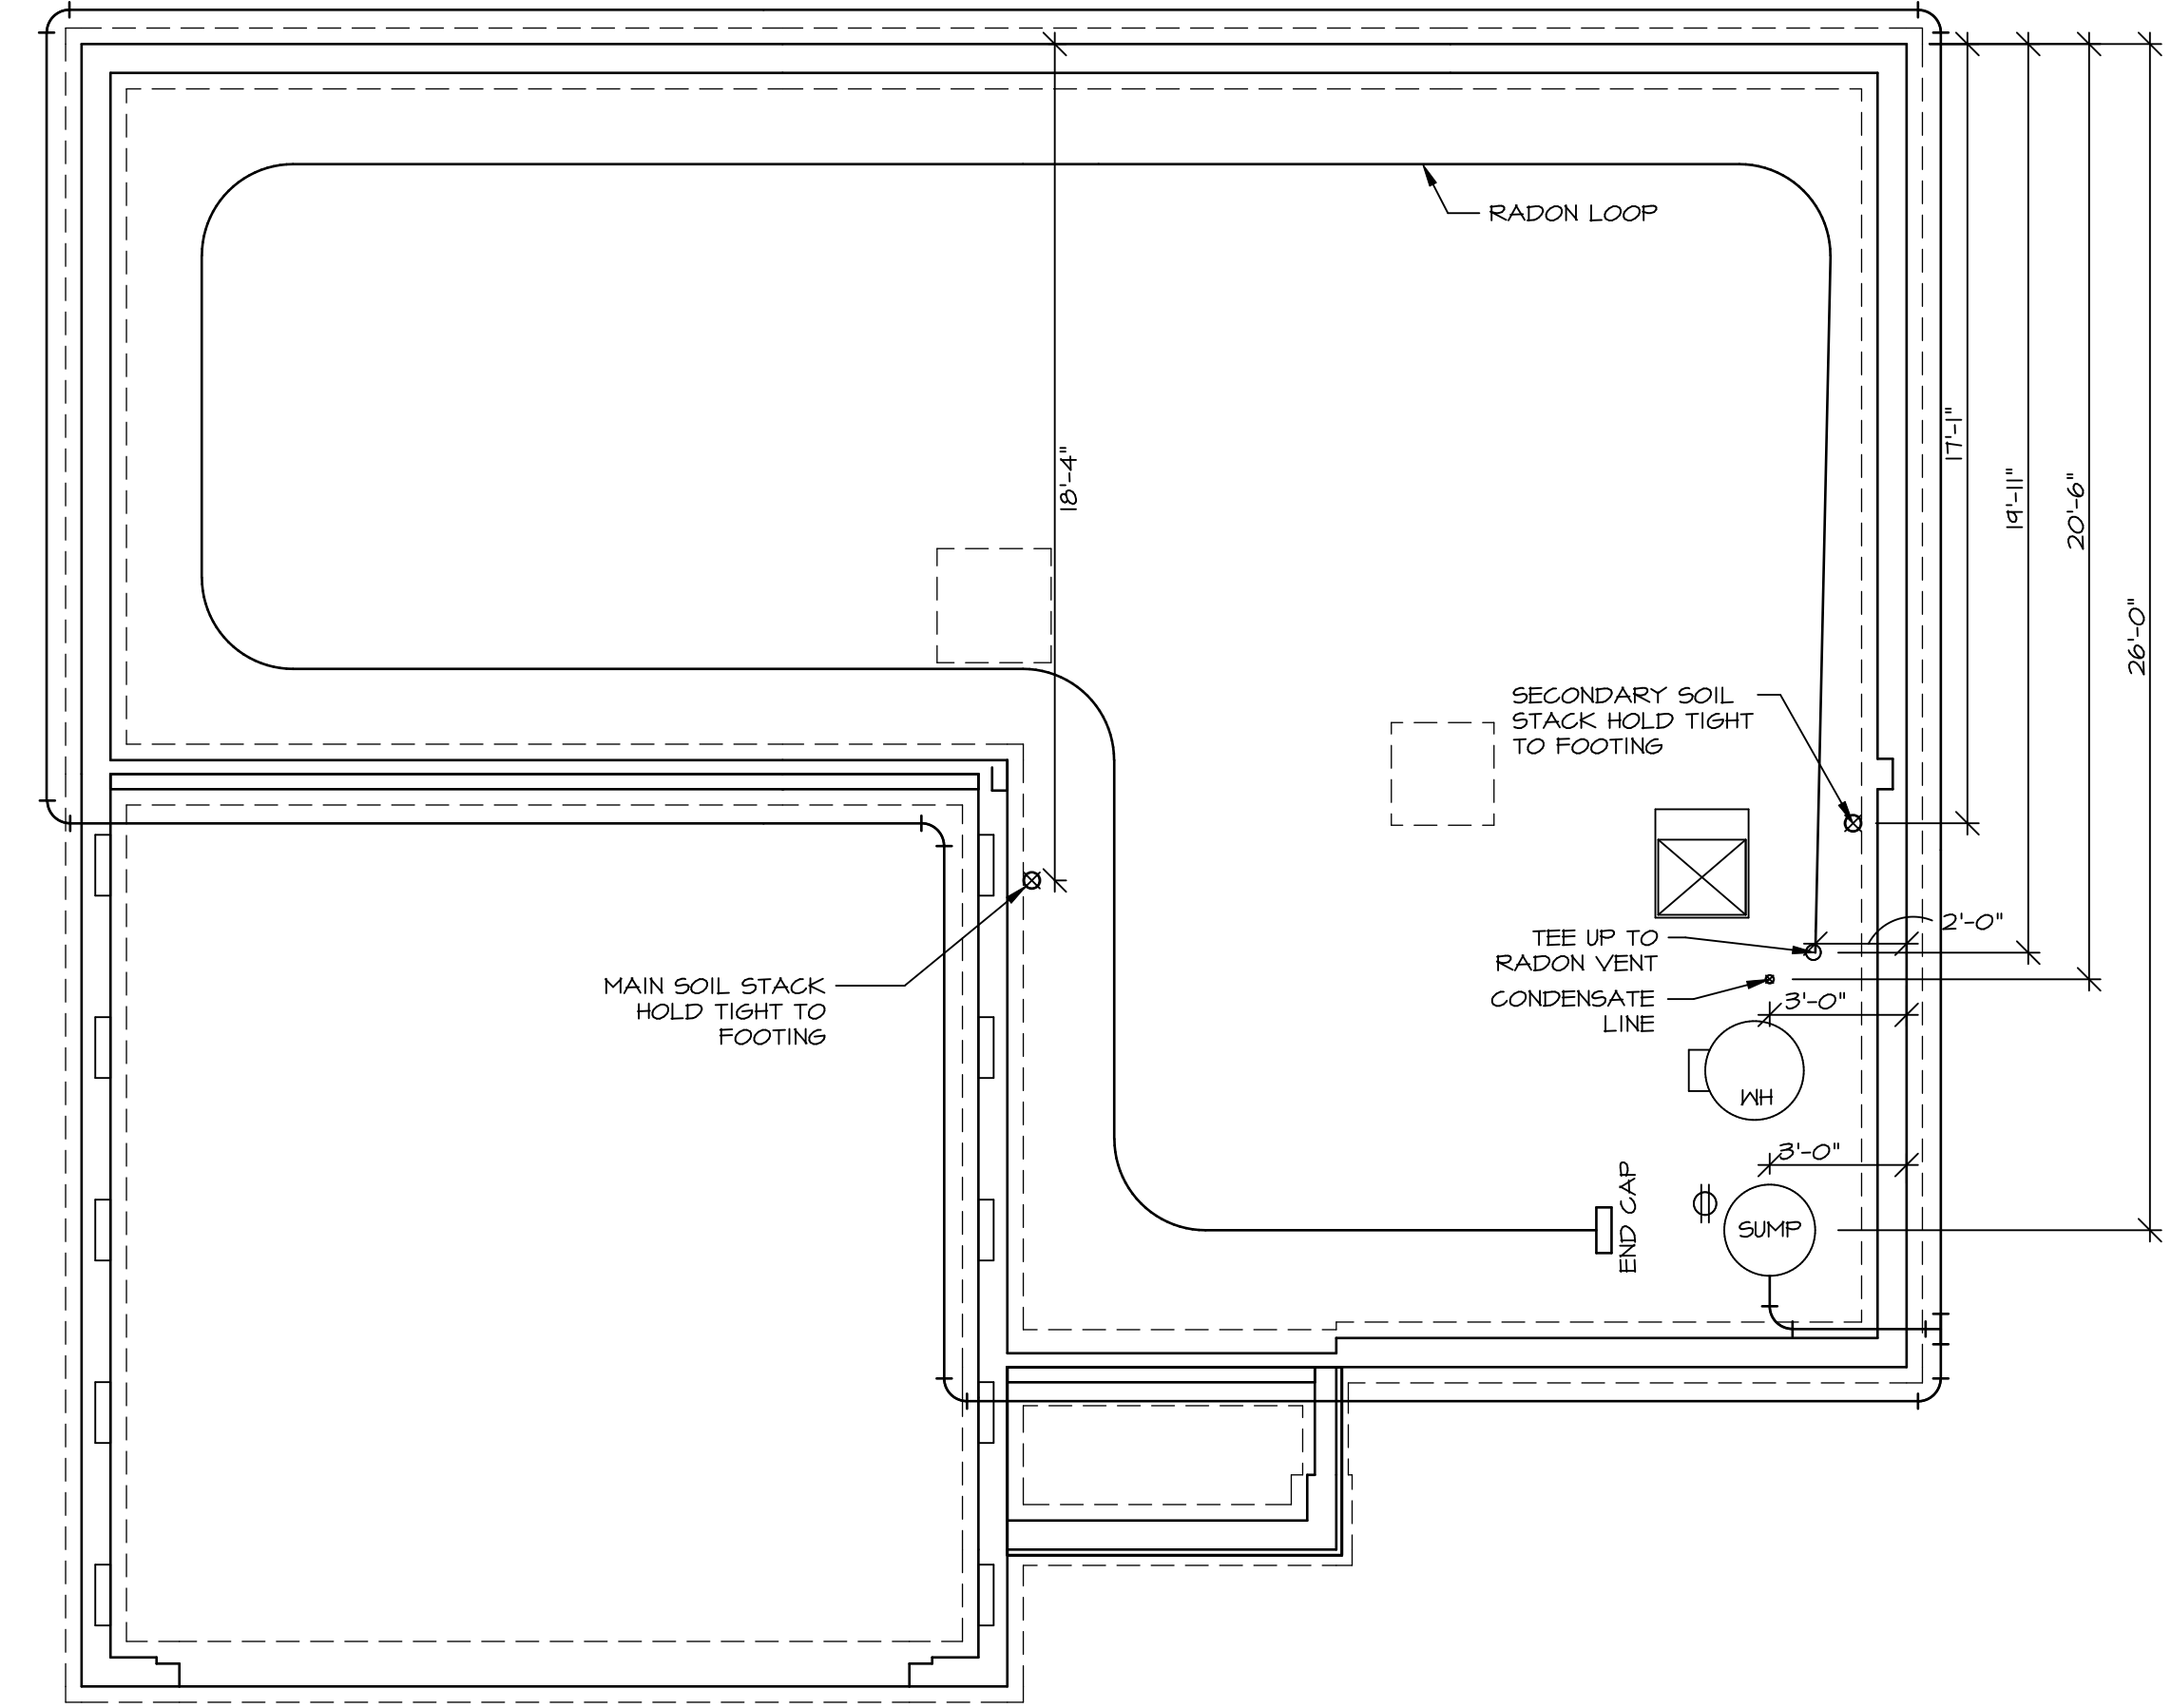 RADON LOOP
17'-1"
18'-4"
19'-11"
20'-6"
26'-0"
SECONDARY SOIL
STACK HOLD TIGHT
TO FOOTING
2'-0"
TEE UP TO
RADON VENT
MAIN SOIL STACK
HOLD TIGHT TO
FOOTING
CONDENSATE
LINE
3'-0"
WH
3'-0"
END CAP
SUMP